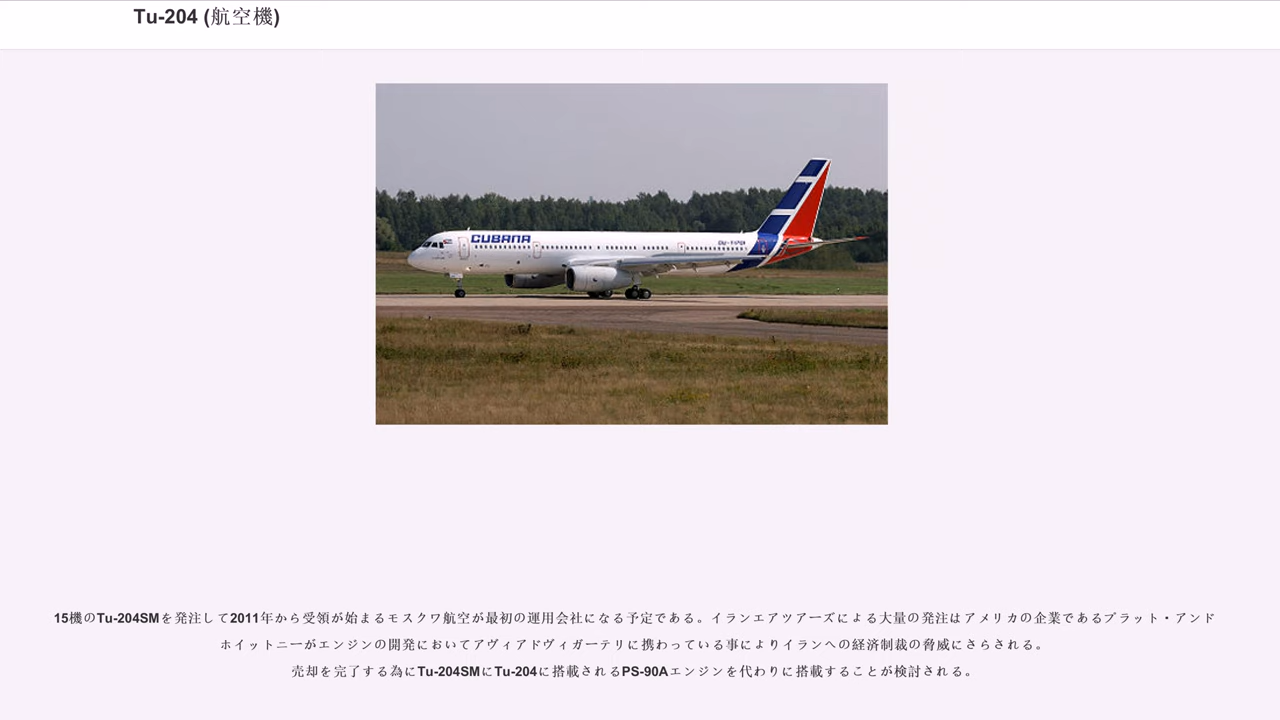 Tu-204 (航空機)
CUBANA
15機のTu-204SMを発注して2011年から受領が始まるモスクワ航空が最初の運用会社になる予定である。イランエアツアーズによる大量の発注はアメリカの企業であるプラット・アンド
ホイットニーがエンジンの開発においてアヴィアドヴィガーテリに携わっている事によりイランへの経済制裁の脅威にさらされる。
売却を完了する為にTu-204SMにTu-204に搭載されるPS-90Aエンジンを代わりに搭載することが検討される。